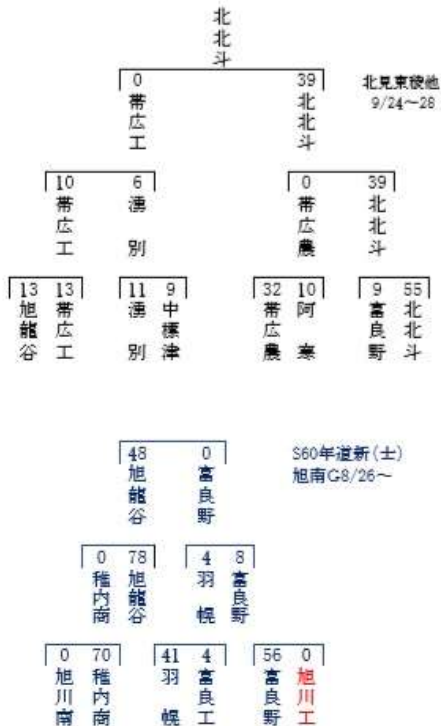 北北斗
0 39
帯広工 北北斗
北見東稜他
9/24~28
10 6 0 39
帯広工 湧別 帯広農 北北斗
13 13 11 9 32 10 9 55
旭龍谷 帯広工 湧別 中標津 帯広農 阿寒 富良野 北北斗
48 0
旭龍谷 富良野
S60年道新(士)
旭南G8/26~
0 78 4 8
稚内商 旭龍谷 羽幌 富良野
0 70 41 4 56 0
旭川南 稚内商 羽幌 富良工 富良野 旭川工